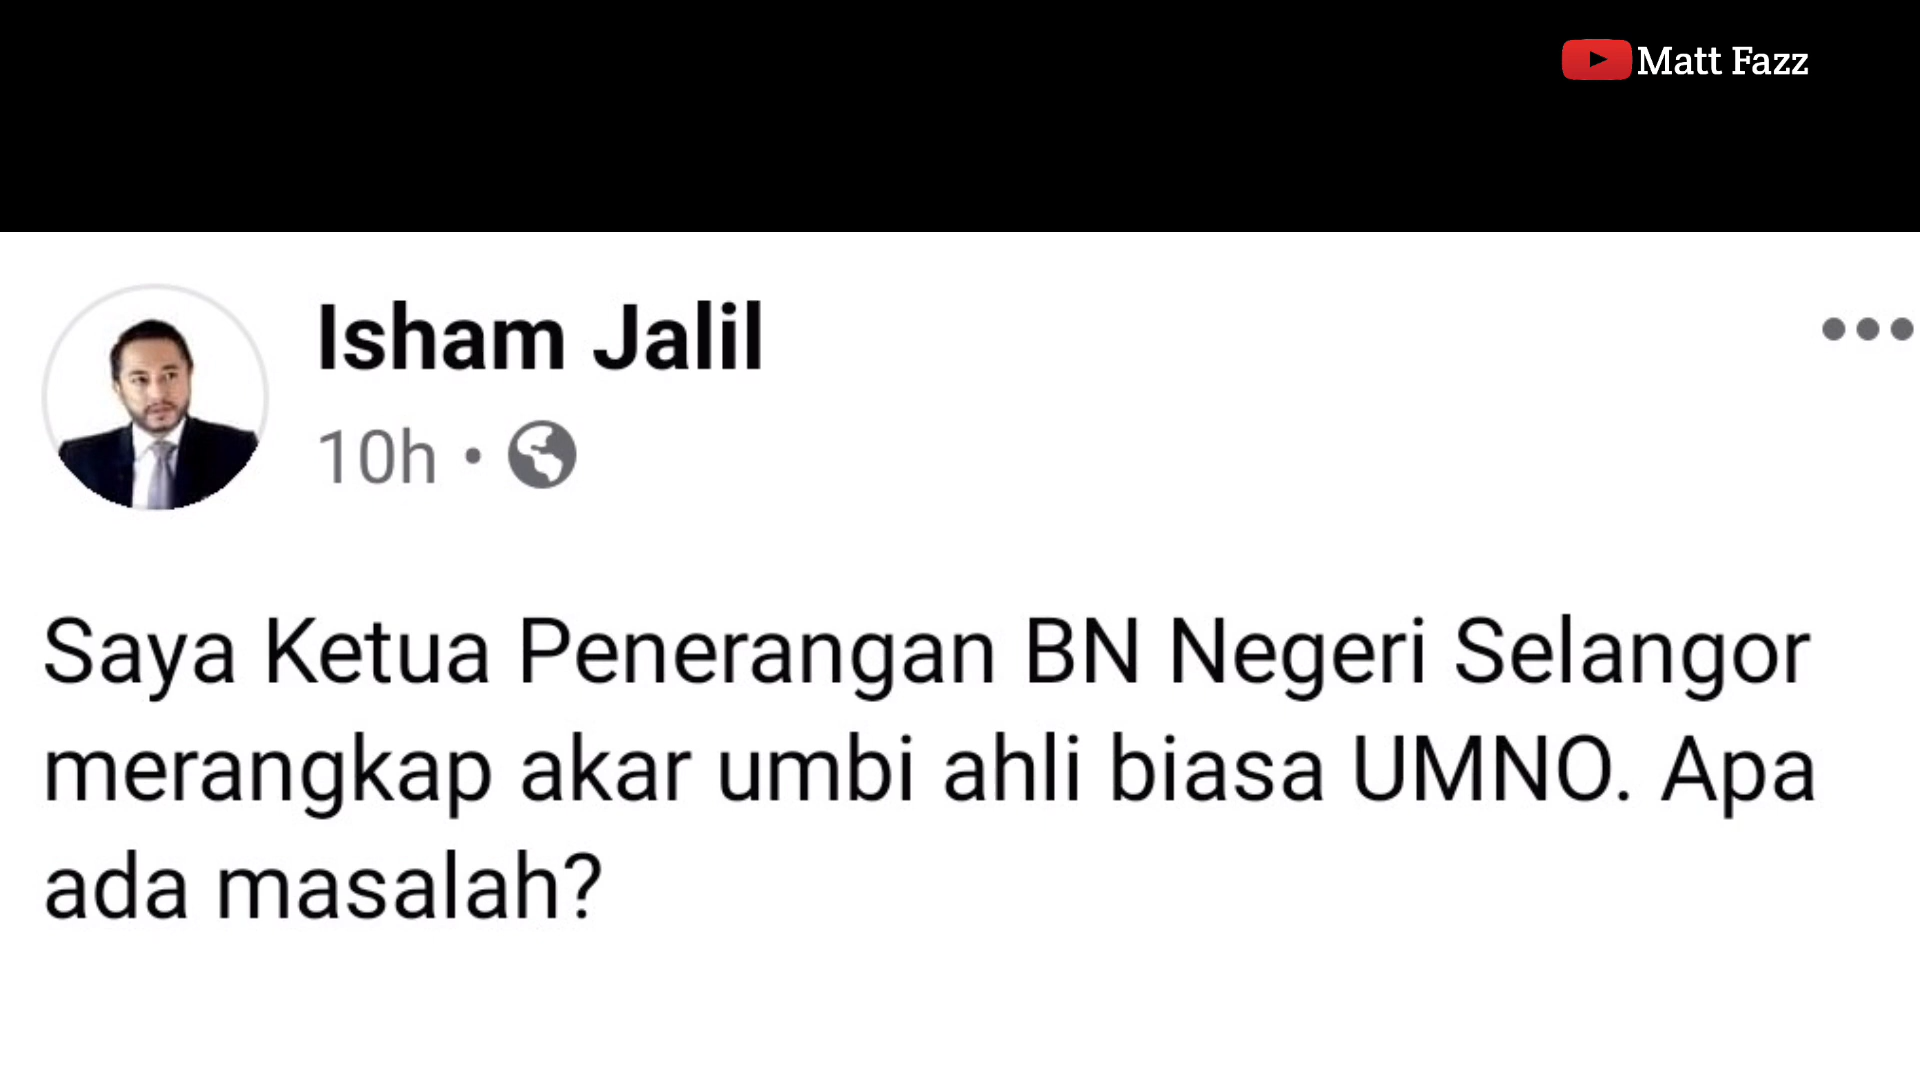 Matt Fazz
Isham Jalil
10h •
Saya Ketua Penerangan BN Negeri Selangor
merangkap akar umbi ahli biasa UMNO. Apa
ada masalah?